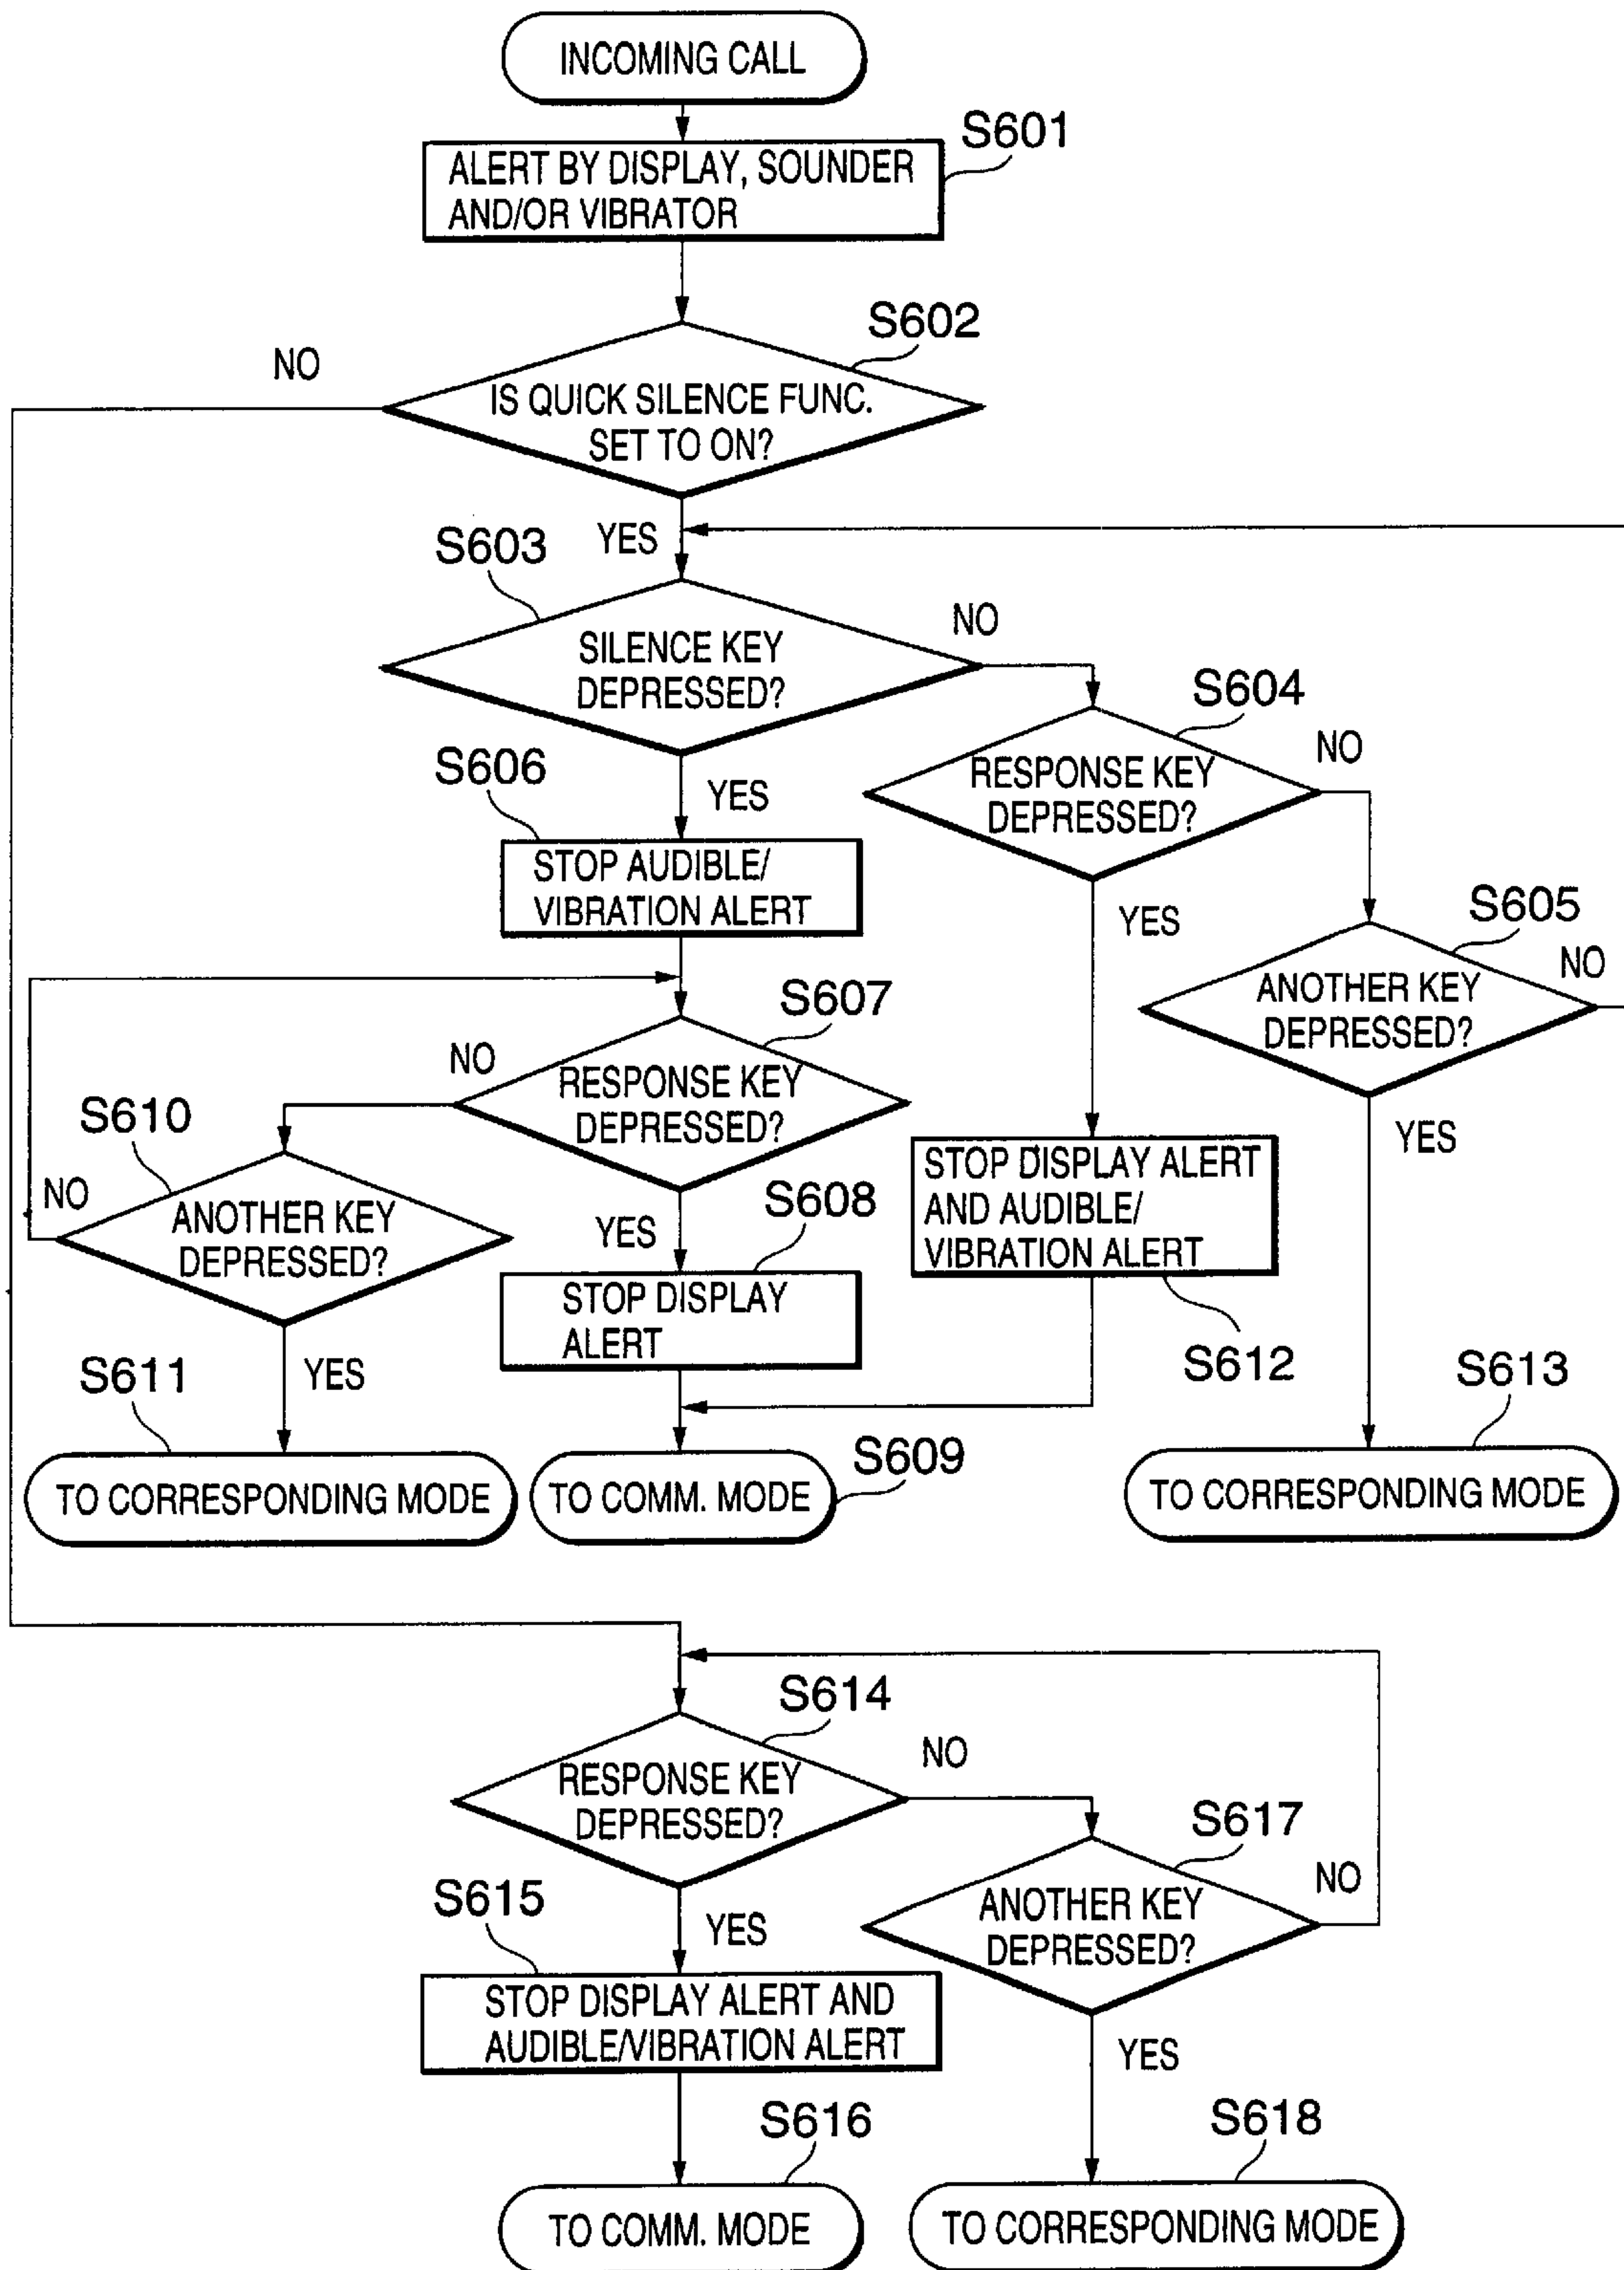 INCOMING CALL
S601
ALERT BY DISPLAY, SOUNDER
AND/OR VIBRATOR
S602
NO
IS QUICK SILENCE FUNC.
SET TO ON?
YES
S603
NO
SILENCE KEY
DEPRESSED?
S604
NO
RESPONSE KEY
DEPRESSED?
S606
YES
STOP AUDIBLE/
VIBRATION ALERT
YES
S605
NO
ANOTHER KEY
DEPRESSED?
S607
NO
RESPONSE KEY
DEPRESSED?
S610
YES
NO
ANOTHER KEY
DEPRESSED?
STOP DISPLAY ALERT
AND AUDIBLE/
VIBRATION ALERT
S608
YES
STOP DISPLAY
ALERT
S612
S611
YES
S613
S609
TO CORRESPONDING MODE
TO COMM. MODE
TO CORRESPONDING MODE
S614
NO
RESPONSE KEY
DEPRESSED?
S617
NO
ANOTHER KEY
DEPRESSED?
S615
YES
STOP DISPLAY ALERT AND
AUDIBLE/VIBRATION ALERT
YES
S616
S618
TO COMM. MODE
TO CORRESPONDING MODE